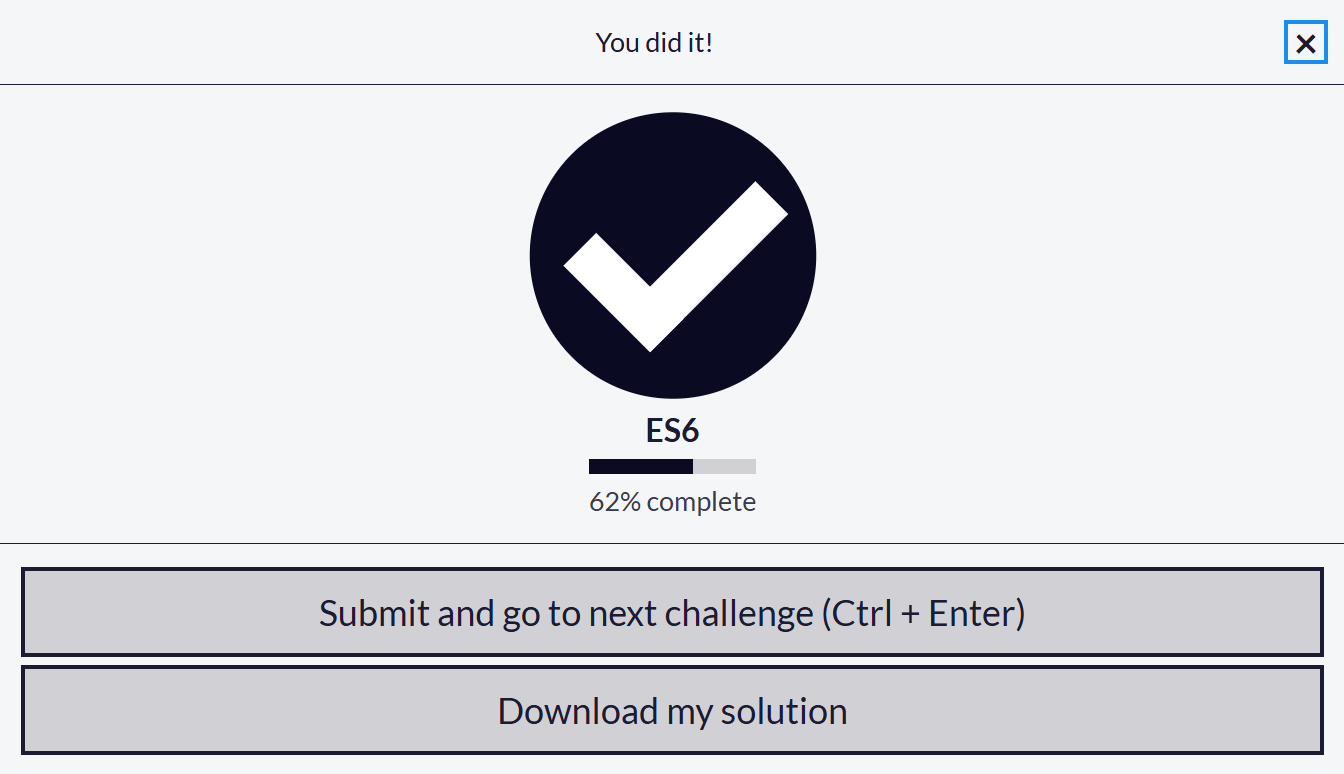 You did it!
ES6
62% complete
Submit and go to next challenge (Ctrl + Enter)
Download my solution